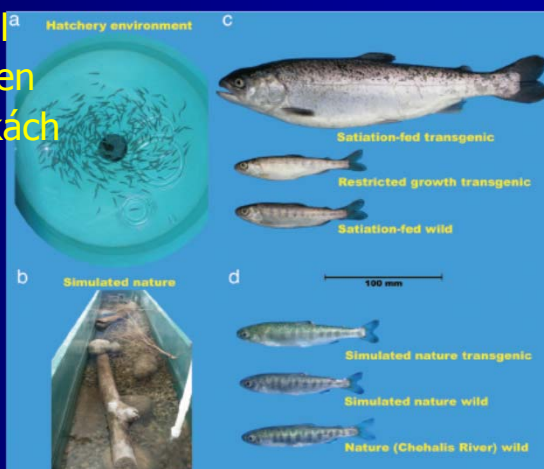 a
Hatchery environment
c
en
kách
Satiation-fed transgenic
Restricted growth transgenic
Satiation-fed wild
b
Simulated nature
d
100 mm
Simulated nature transgenic
Simulated nature wild
Nature (Chehalis River) wild